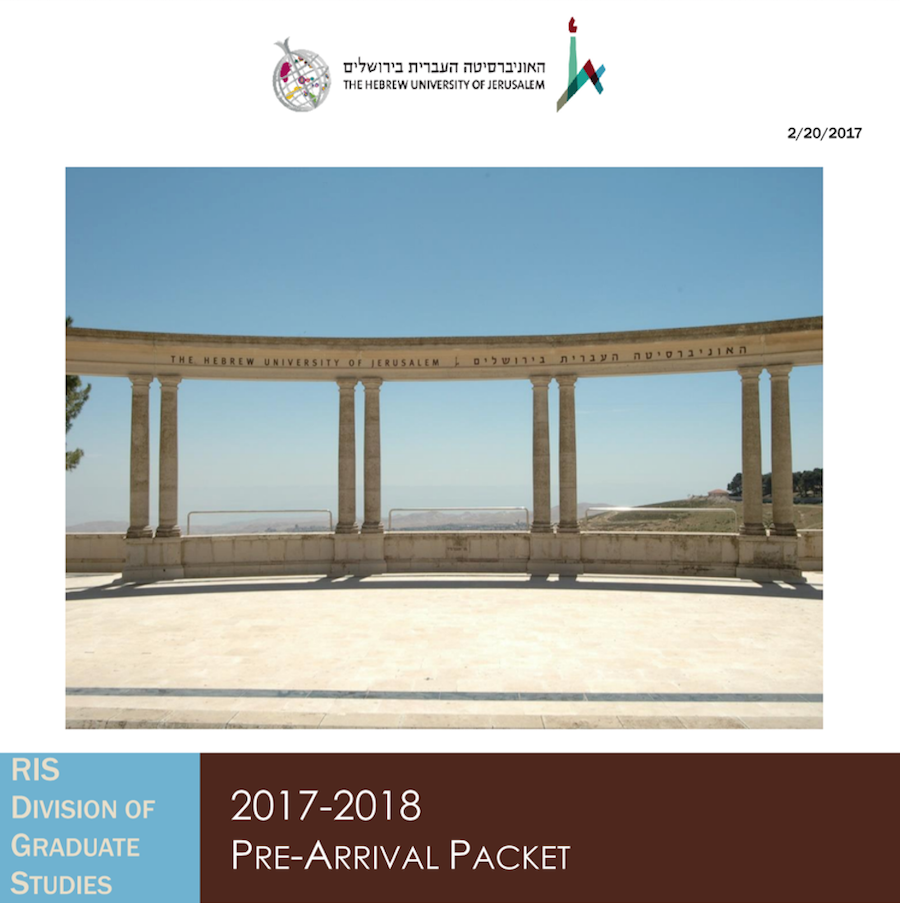 האוניברסיטה העברית בירושלים
THE HEBREW UNIVERSITY OF JERUSALEM
2/20/2017
THE HEBREW UNIVERSITY OF JERUSALEM האוניברסיטה העברית בירושלים
RIS
DIVISION OF
GRADUATE
STUDIES
2017-2018
PRE-ARRIVAL PACKET